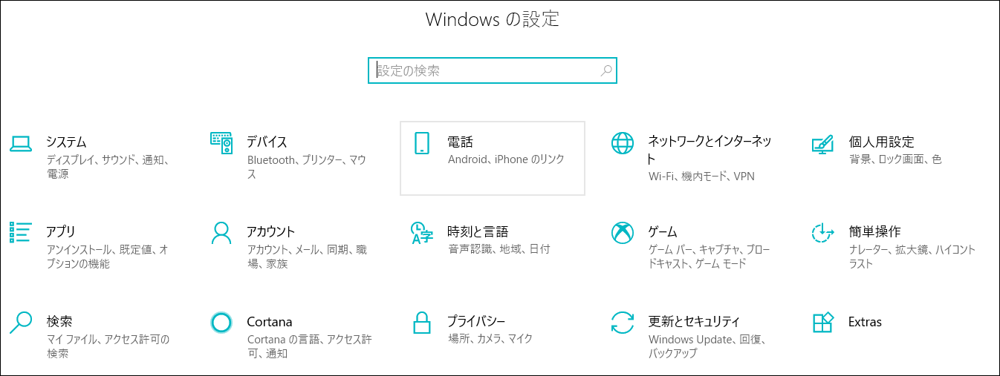 Windows の設定
設定の検索
システム
ディスプレイ、サウンド、通知、
電源
デバイス
Bluetooth、プリンター、マウ
ス
電話
Android、iPhone のリンク
ネットワークとインターネッ
ト
Wi-Fi、機内モード、VPN
個人用設定
背景、ロック画面、色
アプリ
アンインストール、既定値、オ
プションの機能
アカウント
アカウント、メール、同期、職
場、家族
時刻と言語
音声認識、地域、日付
ゲーム
ゲーム バー、キャプチャ、ブロー
ドキャスト、ゲーム モード
簡単操作
ナレーター、拡大鏡、ハイコント
ラスト
検索
マイ ファイル、アクセス許可の
検索
Cortana
Cortana の言語、アクセス許
可、通知
プライバシー
場所、カメラ、マイク
更新とセキュリティ
Windows Update、回復、
バックアップ
Extras